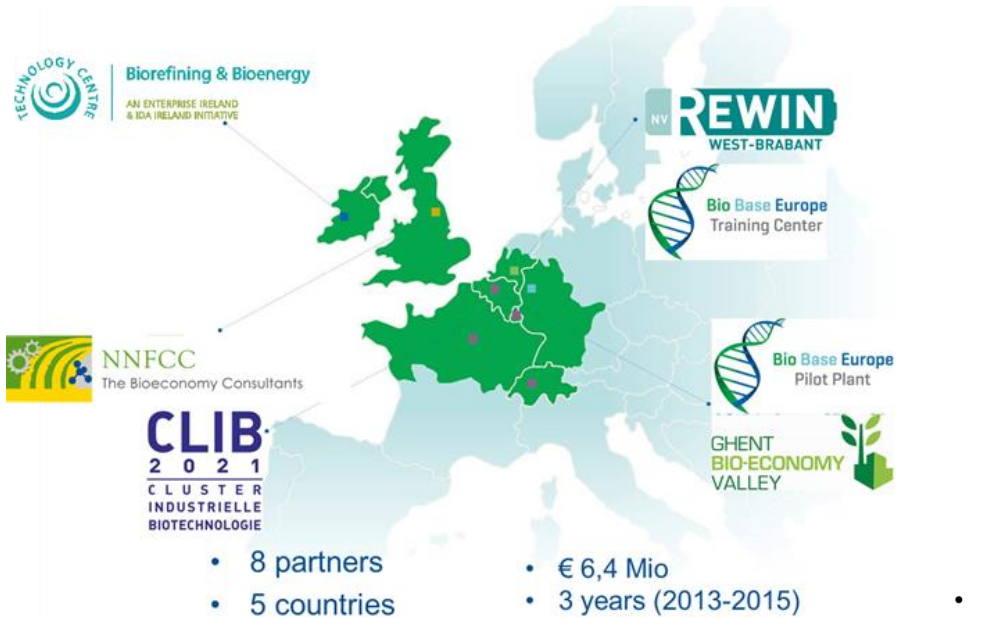 TECHNOLOGY CENTRE
Biorefining & Bioenergy
AN ENTERPRISE IRELAND
& IDA IRELAND INITIATIVE
NV REWIN
WEST-BRABANT
Bio Base Europe
Training Center
NNFCC
The Bioeconomy Consultants
Bio Base Europe
Pilot Plant
CLIB
2021
CLUSTER
INDUSTRIELLE
BIOTECHNOLOGIE
GHENT
BIO-ECONOMY
VALLEY
• 8 partners
• 5 countries
• € 6,4 Mio
• 3 years (2013-2015)
•